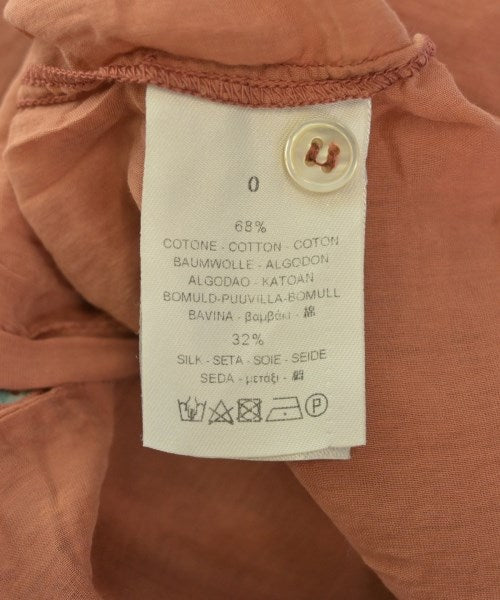 0
68%
COTONE - COTTON - COTON
BAUMWOLLE - ALGODON
ALGODAO - KATOAN
BOMULD-PUUVILLA-BOMULL
BAVINA - βαμβάκι - 綿
32%
SILK - SETA - SOIE - SEIDE
SEDA - μετάξι - 絹
P